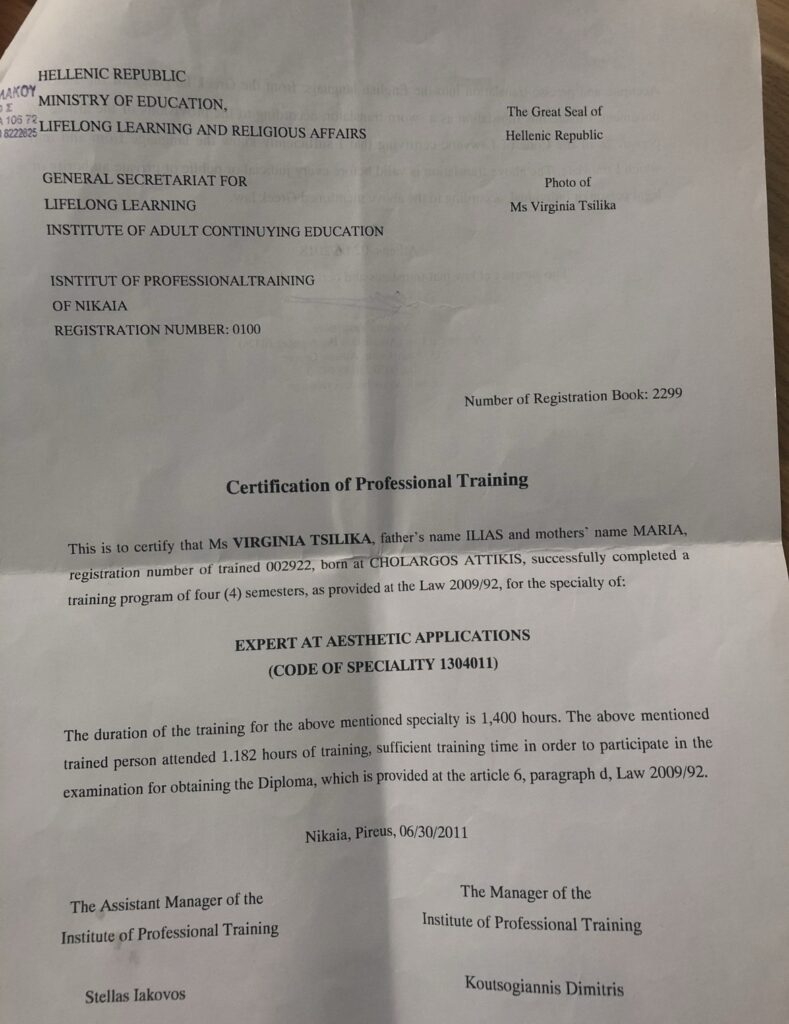 HELLENIC REPUBLIC
ΜΑΚΟΥ
MINISTRY OF EDUCATION,
Σ
Α 106 72
8222625
LIFELONG LEARNING AND RELIGIOUS AFFAIRS
The Great Seal of
Hellenic Republic
GENERAL SECRETARIAT FOR
LIFELONG LEARNING
INSTITUTE OF ADULT CONTINUYING EDUCATION
Photo of
Ms Virginia Tsilika
ISNTITUT OF PROFESSIONALTRAINING
OF NIKAIA
REGISTRATION NUMBER: 0100
Number of Registration Book: 2299
Certification of Professional Training
This is to certify that Ms VIRGINIA TSILIKA, father's name ILIAS and mothers' name MARIA,
registration number of trained 002922, born at CHOLARGOS ATTIKIS, successfully completed a
training program of four (4) semesters, as provided at the Law 2009/92, for the specialty of:
EXPERT AT AESTHETIC APPLICATIONS
(CODE OF SPECIALITY 1304011)
The duration of the training for the above mentioned specialty is 1,400 hours. The above mentioned
trained person attended 1.182 hours of training, sufficient training time in order to participate in the
examination for obtaining the Diploma, which is provided at the article 6, paragraph d, Law 2009/92.
Nikaia, Pireus, 06/30/2011
The Assistant Manager of the
Institute of Professional Training
Stellas Iakovos
The Manager of the
Institute of Professional Training
Koutsogiannis Dimitris